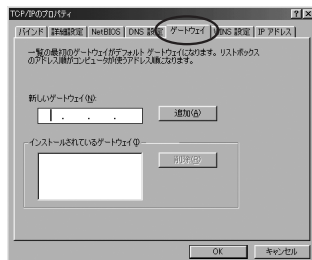 TCP/IPのプロパティ
バインド 詳細設定 NetBIOS DNS 設定 ゲートウェイ WINS 設定 IP アドレス
一覧の最初のゲートウェイがデフォルト ゲートウェイになります。リストボックス
のアドレス順がコンピュータが使うアドレス順になります。
新しいゲートウェイ(N):
. . .
追加(A)
インストールされているゲートウェイ(I)
削除(R)
OK キャンセル